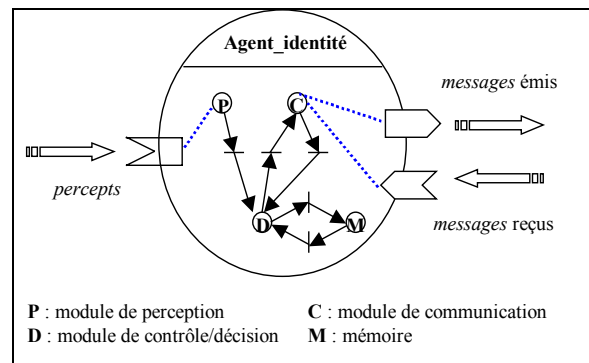 Agent_identité
messages émis
P
C
percepts
D
M
messages reçus
P : module de perception
C : module de communication
D : module de contrôle/décision
M : mémoire